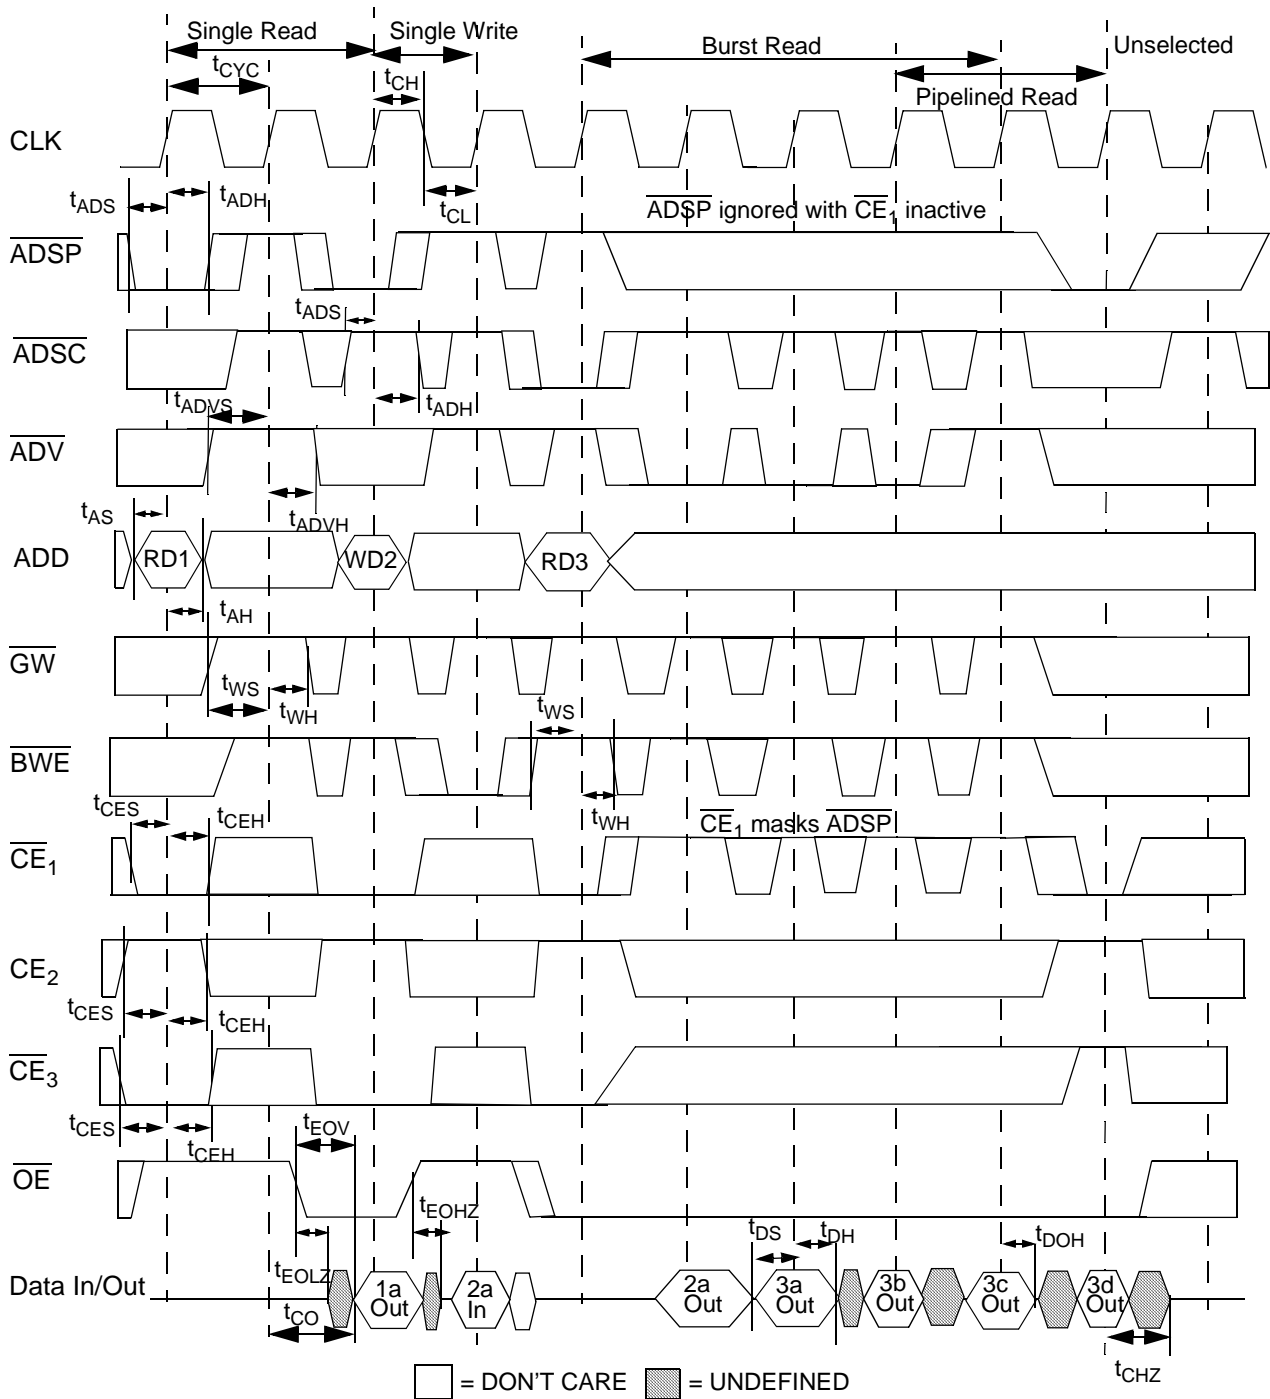 Single Read
Single Write
Burst Read
Unselected
tCYC
tCH
Pipelined Read
CLK
tADS
tADH
tCL
ADSP ignored with CE1 inactive
ADSP
tADS
ADSC
tADVS
tADH
ADV
tAS
tADVH
ADD
RD1
WD2
RD3
tAH
GW
tWS
tWH
tWS
BWE
tCES
tCEH
tWH
CE1 masks ADSP
CE1
CE2
tCES
tCEH
CE3
tCES
tCEH
tEOV
OE
tEOHZ
tDS
tDH
tDOH
tEOLZ
Data In/Out
1a Out
2a In
2a Out
3a Out
3b Out
3c Out
3d Out
tCO
tCHZ
= DON'T CARE
= UNDEFINED